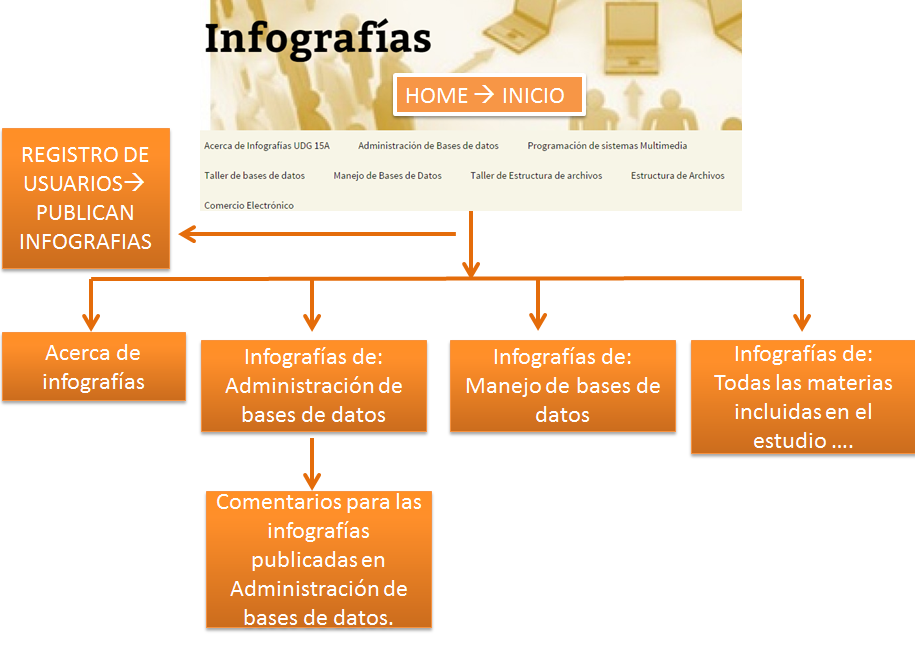 Infografías
HOME → INICIO
Acerca de Infografías UDG 15A Administración de Bases de datos Programación de sistemas Multimedia
Taller de bases de datos Manejo de Bases de Datos Taller de Estructura de archivos Estructura de Archivos
Comercio Electrónico
REGISTRO DE
USUARIOS→
PUBLICAN
INFOGRAFIAS
Acerca de
infografías
Infografías de:
Administración de
bases de datos
Infografías de:
Manejo de bases de
datos
Infografías de:
Todas las materias
incluidas en el
estudio ....
Comentarios para las
infografías
publicadas en
Administración de
bases de datos.